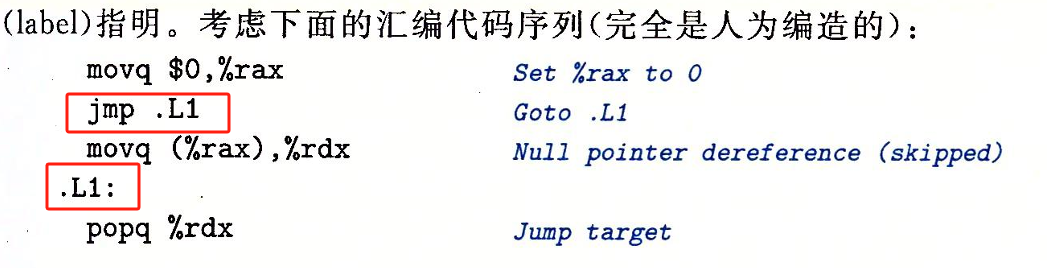 (label)指明。考虑下面的汇编代码序列(完全是人为编造的)：
movq $0,%rax Set %rax to 0
jmp .L1 Goto .L1
movq (%rax),%rdx Null pointer dereference (skipped)
.L1:
popq %rdx Jump target